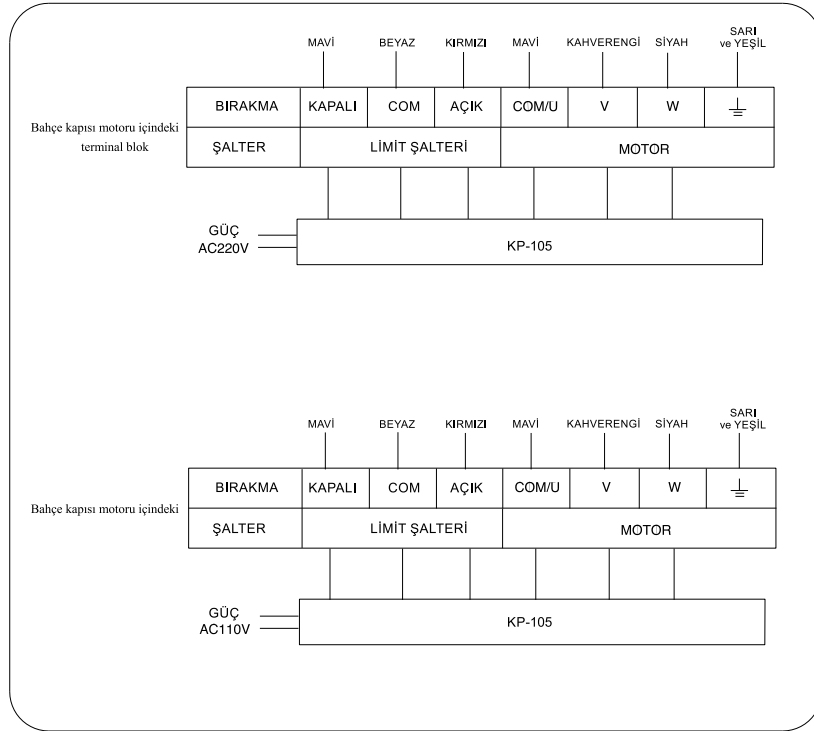 SARI
MAVİ BEYAZ KIRMIZI MAVİ KAHVERENGİ SİYAH ve YEŞİL
BIRAKMA KAPALI COM AÇIK COM/U V W
Bahçe kapısı motoru içindeki
terminal blok
ŞALTER LİMİT ŞALTERİ MOTOR
GÜÇ
AC220V
KP-105
SARI
MAVİ BEYAZ KIRMIZI MAVİ KAHVERENGİ SİYAH ve YEŞİL
BIRAKMA KAPALI COM AÇIK COM/U V W
Bahçe kapısı motoru içindeki
ŞALTER LİMİT ŞALTERİ MOTOR
GÜÇ
AC110V
KP-105